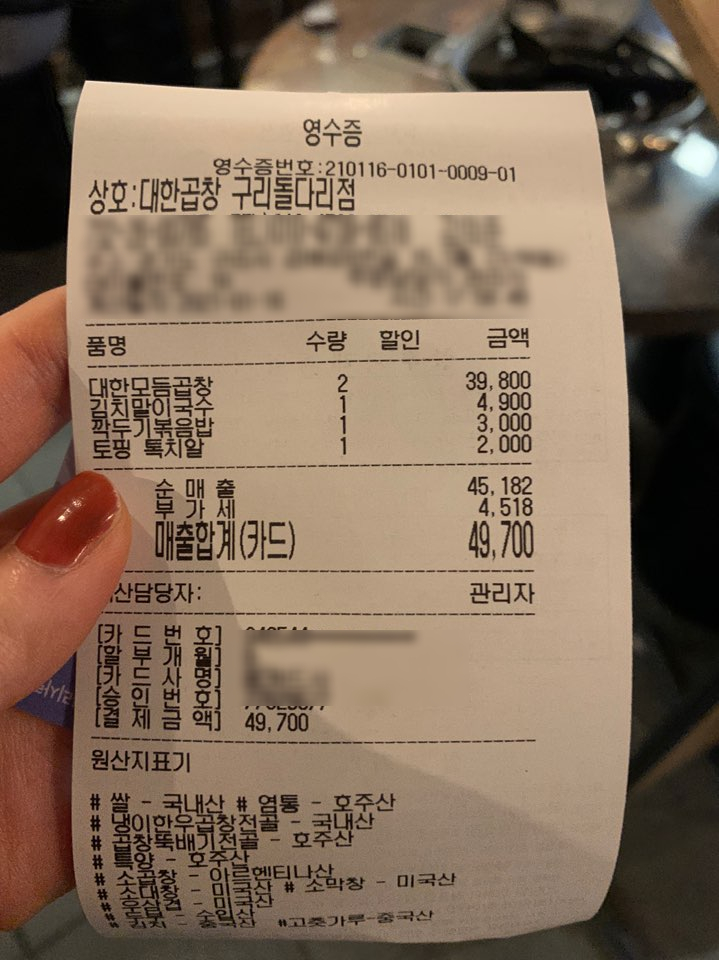 영수증
영수증번호:210116-0101-0009-01
상호:대한곱창 구리돌다리점
품명 수량 할인 금액
대한모듬곱창 2 39,800
김치말이국수 1 4,900
깍두기볶음밥 1 3,000
토핑 톡치알 1 2,000
순 매 출 45,182
부 가 세 4,518
매출합계(카드) 49,700
산담당자: 관리자
[카 드 번 호]
[할 부 개 월]
[카 드 사 명]
[승 인 번 호]
[결 제 금 액] 49,700
원산지표기
# 쌀 - 국내산 # 염통 - 호주산
# 냉이한우곱창전골 - 국내산
# 곱창뚝배기전골 - 호주산
# 특양 - 호주산
# 소곱창 - 아르헨티나산
# 소대창 - 미국산 # 소막창 - 미국산
# 우삼겹 - 미국산
# 두부 - 수입산
# 김치 - 중국산 #고춧가루-중국산